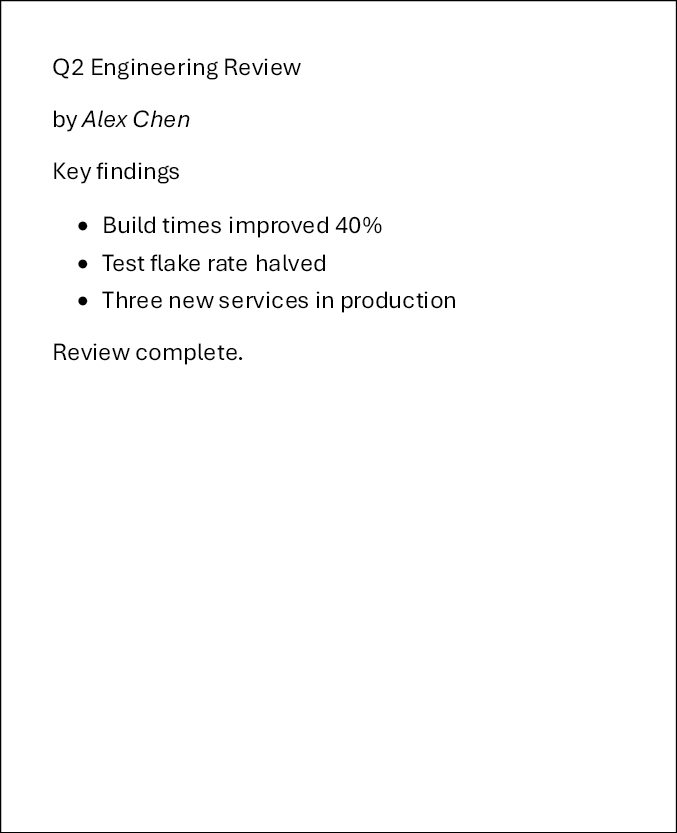 Q2 Engineering Review
by Alex Chen
Key findings
• Build times improved 40%
• Test flake rate halved
• Three new services in production
Review complete.